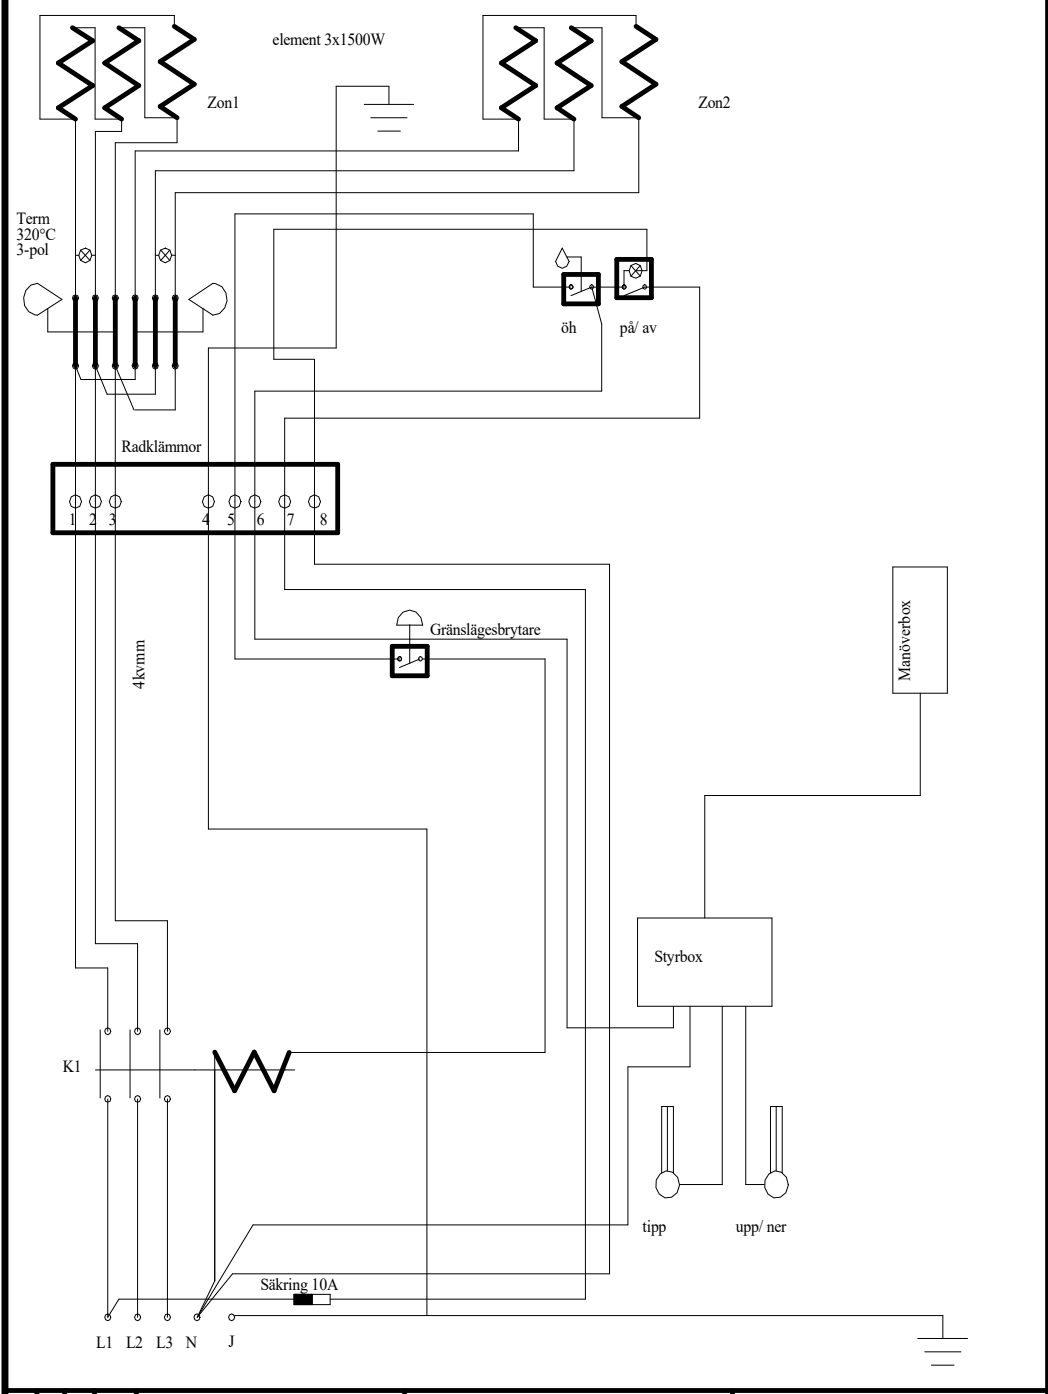 element 3x1500W
Zon1
Zon2
Term
320°C
3-pol
öh
på/ av
Radklämmor
1 2 3 4 5 6 7 8
Gränslägesbrytare
4kvmm
Manöverbox
Styrbox
K1
tipp
upp/ ner
Säkring 10A
L1 L2 L3 N J